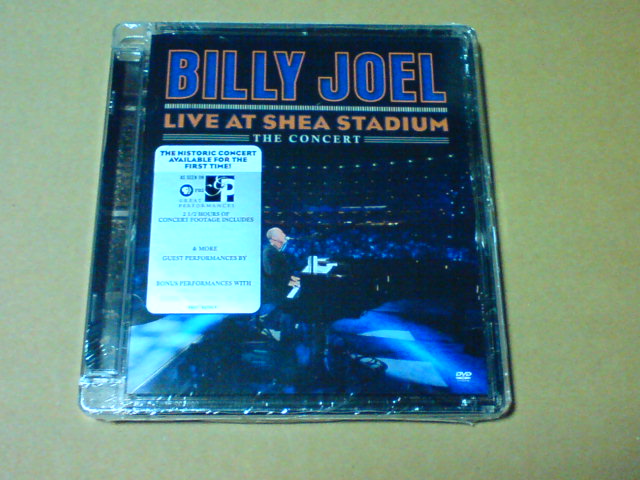 BILLY JOEL
LIVE AT SHEA STADIUM
THE CONCERT
THE HISTORIC CONCERT
AVAILABLE FOR THE
FIRST TIME!
AS SEEN ON
PBS
GREAT
PERFORMANCES
2 1/2 HOURS OF
CONCERT FOOTAGE INCLUDES
& MORE
GUEST PERFORMANCES BY
BONUS PERFORMANCES WITH
DVD